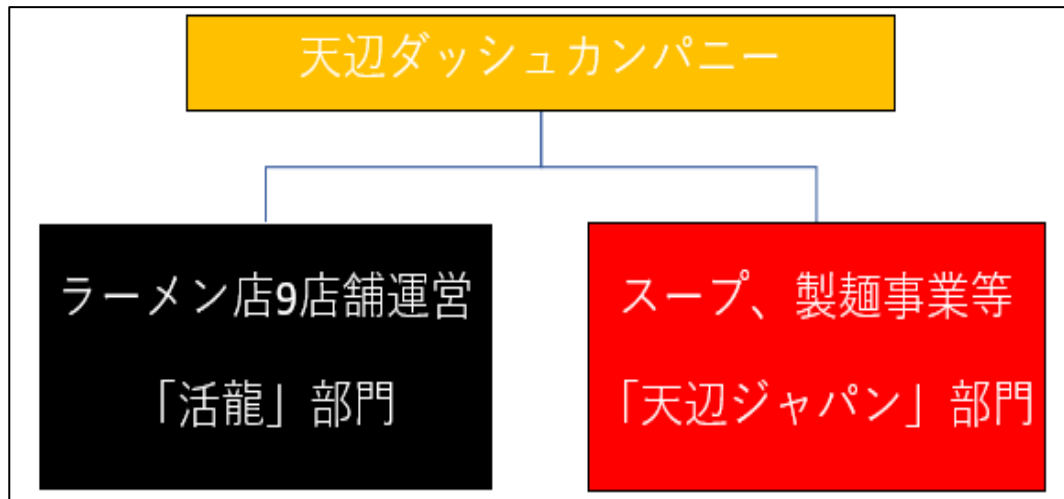 天辺ダッシュカンパニー
ラーメン店9店舗運営
「活龍」部門
スープ、製麺事業等
「天辺ジャパン」部門